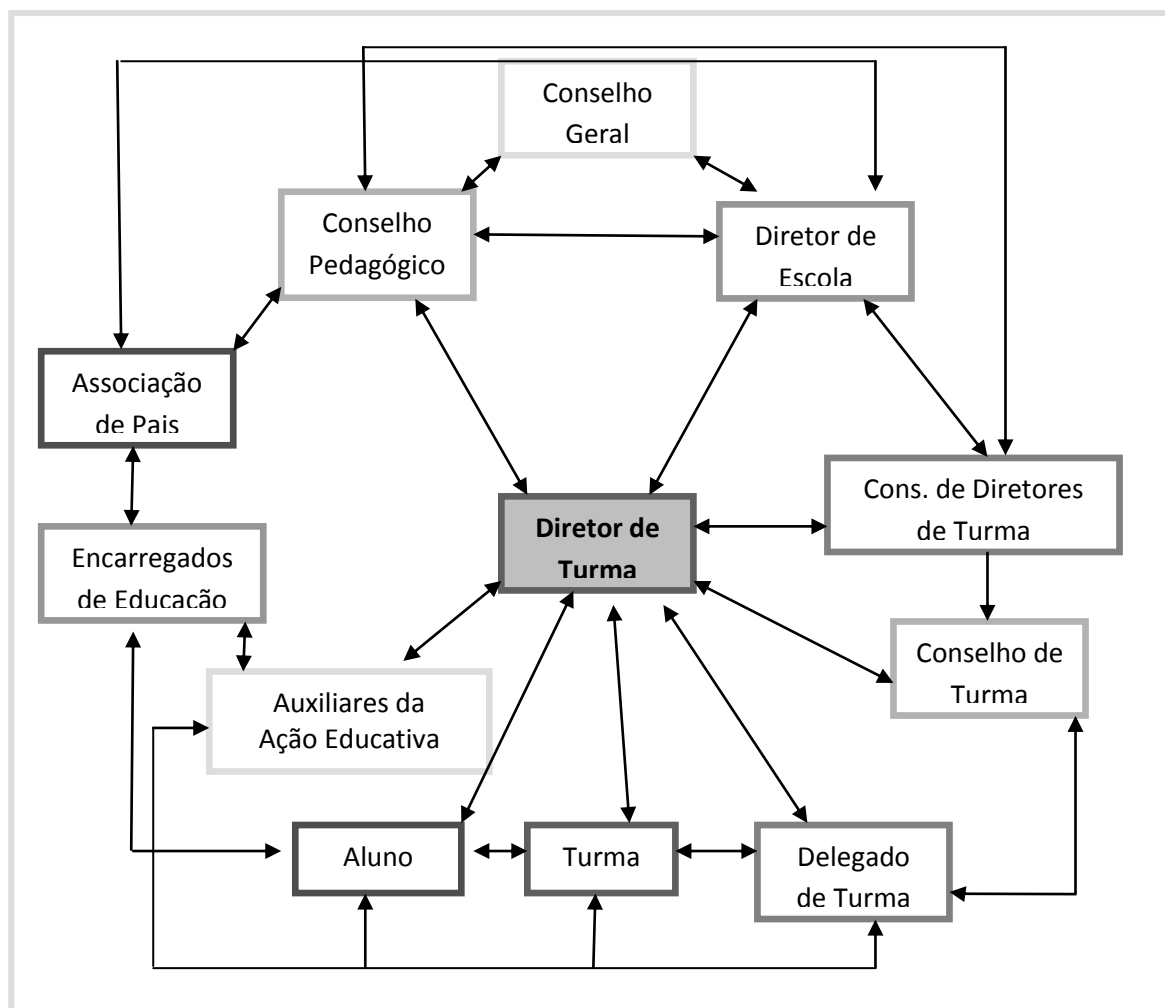 Conselho
Geral
Conselho
Pedagógico
Diretor de
Escola
Associação
de Pais
Cons. de Diretores
de Turma
Diretor de
Turma
Encarregados
de Educação
Conselho de
Turma
Auxiliares da
Ação Educativa
Aluno
Turma
Delegado
de Turma